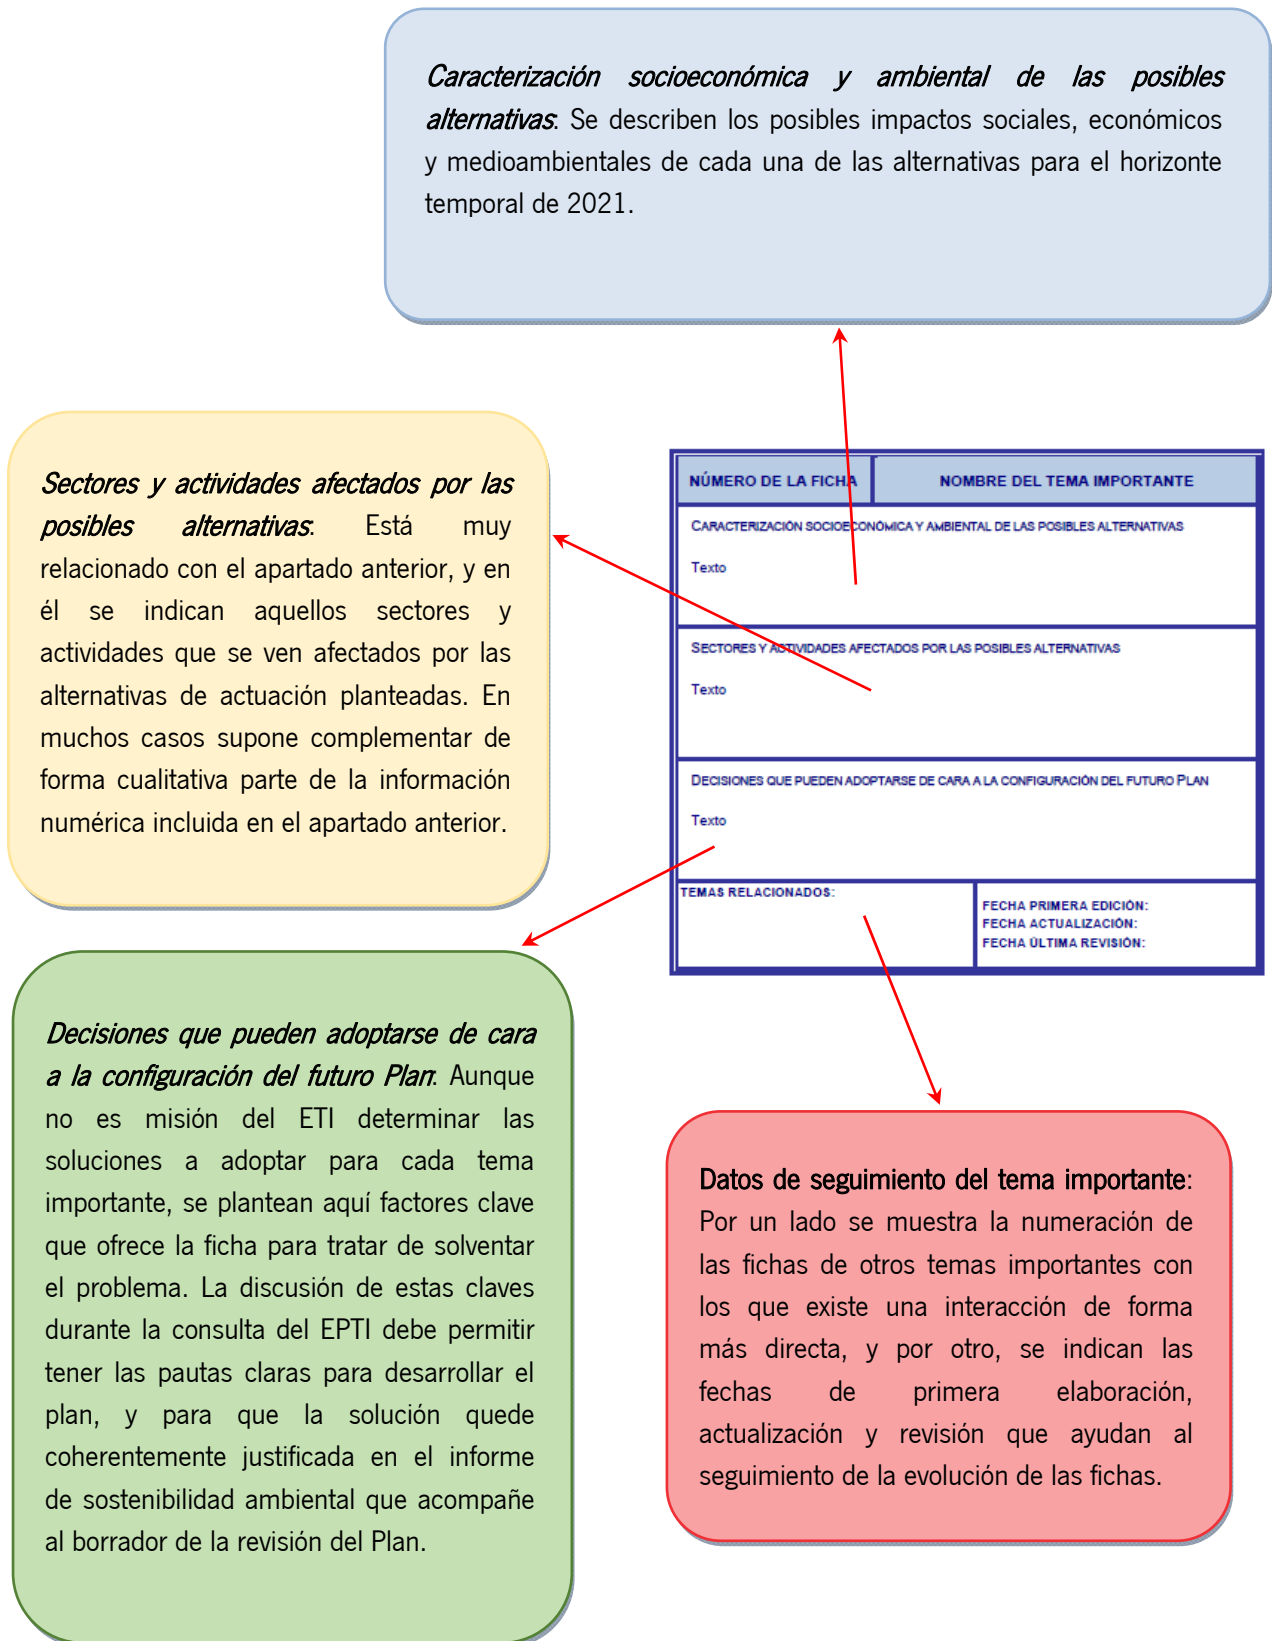 Caracterización socioeconómica y ambiental de las posibles
alternativas: Se describen los posibles impactos sociales, económicos
y medioambientales de cada una de las alternativas para el horizonte
temporal de 2021.
Sectores y actividades afectados por las
posibles alternativas: Está muy
relacionado con el apartado anterior, y en
él se indican aquellos sectores y
actividades que se ven afectados por las
alternativas de actuación planteadas. En
muchos casos supone complementar de
forma cualitativa parte de la información
numérica incluida en el apartado anterior.
NÚMERO DE LA FICHA
NOMBRE DEL TEMA IMPORTANTE
CARACTERIZACIÓN SOCIOECONÓMICA Y AMBIENTAL DE LAS POSIBLES ALTERNATIVAS
Texto
SECTORES Y ACTIVIDADES AFECTADOS POR LAS POSIBLES ALTERNATIVAS
Texto
DECISIONES QUE PUEDEN ADOPTARSE DE CARA A LA CONFIGURACIÓN DEL FUTURO PLAN
Texto
TEMAS RELACIONADOS:
FECHA PRIMERA EDICIÓN:
FECHA ACTUALIZACIÓN:
FECHA ÚLTIMA REVISIÓN:
Decisiones que pueden adoptarse de cara
a la configuración del futuro Plan: Aunque
no es misión del ETI determinar las
soluciones a adoptar para cada tema
importante, se plantean aquí factores clave
que ofrece la ficha para tratar de solventar
el problema. La discusión de estas claves
durante la consulta del EPTI debe permitir
tener las pautas claras para desarrollar el
plan, y para que la solución quede
coherentemente justificada en el informe
de sostenibilidad ambiental que acompañe
al borrador de la revisión del Plan.
Datos de seguimiento del tema importante:
Por un lado se muestra la numeración de
las fichas de otros temas importantes con
los que existe una interacción de forma
más directa, y por otro, se indican las
fechas de primera elaboración,
actualización y revisión que ayudan al
seguimiento de la evolución de las fichas.